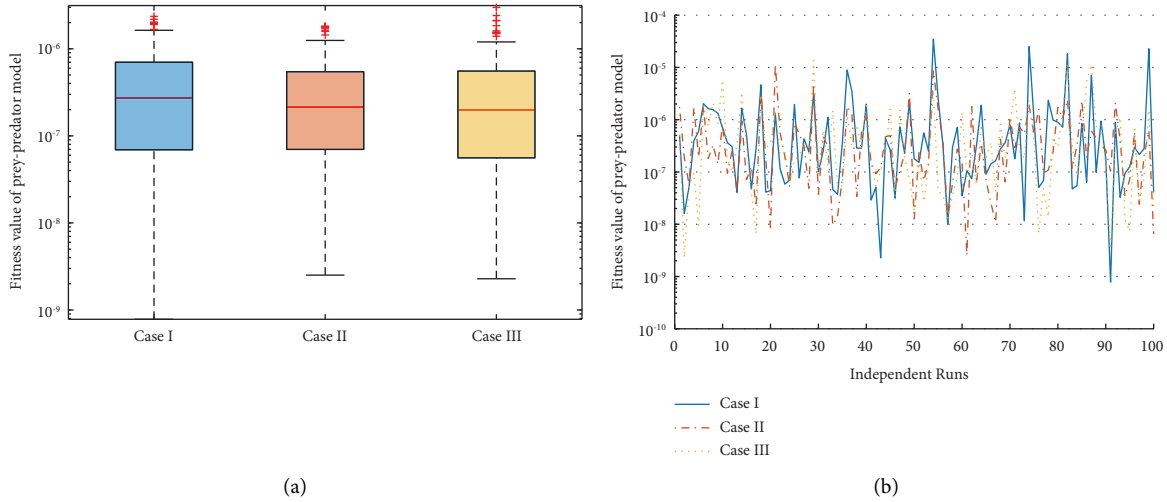 Fitness value of prey-predator model
10-6
10-7
10-8
10-9
Case I
Case II
Case III
(a)
Fitness value of prey-predator model
10-4
10-5
10-6
10-7
10-8
10-9
10-10
0 10 20 30 40 50 60 70 80 90 100
Independent Runs
Case I
Case II
Case III
(b)